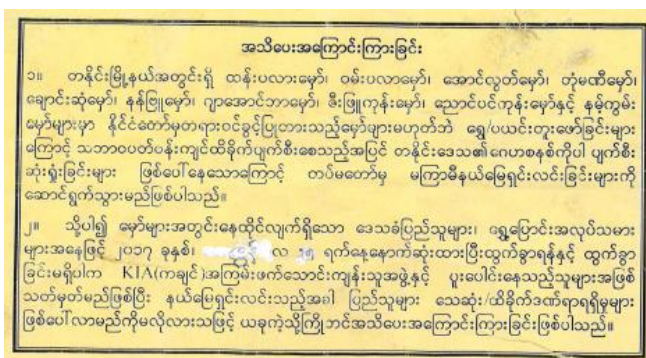 အသိပေးအကြောင်းကြားခြင်း
၁။ တနိုင်းမြို့နယ်အတွင်းရှိ ထန်းပလားမှော်၊ ဝမ်းပလာမှော်၊ အောင်လွတ်မှော်၊ တုံမဏီမှော်၊
ချောင်းဆုံမှော်၊ နန်ဗြူမှော်၊ ဂျာအောင်ဘာမှော်၊ ဇီးဖြူကုန်းမှော်၊ ညောင်ပင်ကုန်းမှော်နှင့် နမ့်ကွမ်း
မှော်များမှာ နိုင်ငံတော်မှတရားဝင်ခွင့်ပြုထားသည့်မှော်များမဟုတ်ဘဲ ရွှေ/ပယင်းတူးဖော်ခြင်းများ
ကြောင့် သဘာဝပတ်ဝန်းကျင်ထိခိုက်ပျက်စီးစေသည့်အပြင် တနိုင်းဒေသ၏ဂေဟစနစ်ကိုပါ ပျက်စီး
ဆုံးရှုံးခြင်းများ ဖြစ်ပေါ်နေသောကြောင့် တပ်မတော်မှ မကြာမီနယ်မြေရှင်းလင်းခြင်းများကို
ဆောင်ရွက်သွားမည်ဖြစ်ပါသည်။
၂။ သို့ပါ၍ မှော်များအတွင်းနေထိုင်လျက်ရှိသော ဒေသခံပြည်သူများ၊ ရွှေ့ပြောင်းအလုပ်သမား
များအနေဖြင့် ၂၀၁၇ ခုနှစ်၊ လ ရက်နေ့နောက်ဆုံးထားပြီးထွက်ခွာရန်နှင့် ထွက်ခွာ
ခြင်းမရှိပါက KIA(ကချင်)အကြမ်းဖက်သောင်းကျန်းသူအဖွဲ့နှင့် ပူးပေါင်းနေသည့်သူများအဖြစ်
သတ်မှတ်မည်ဖြစ်ပြီး နယ်မြေရှင်းလင်းသည့်အခါ ပြည်သူများ သေဆုံး/ထိခိုက်ဒဏ်ရာရရှိမှုများ
ဖြစ်ပေါ်လာမည်ကိုမလိုလားသဖြင့် ယခုကဲ့သို့ကြိုတင်အသိပေးအကြောင်းကြားခြင်းဖြစ်ပါသည်။